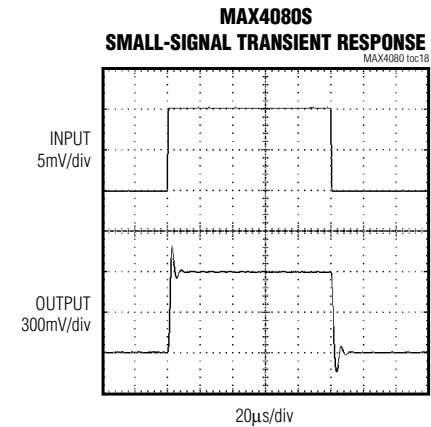 MAX4080S
SMALL-SIGNAL TRANSIENT RESPONSE
MAX4080 toc18
INPUT
5mV/div
OUTPUT
300mV/div
20μs/div